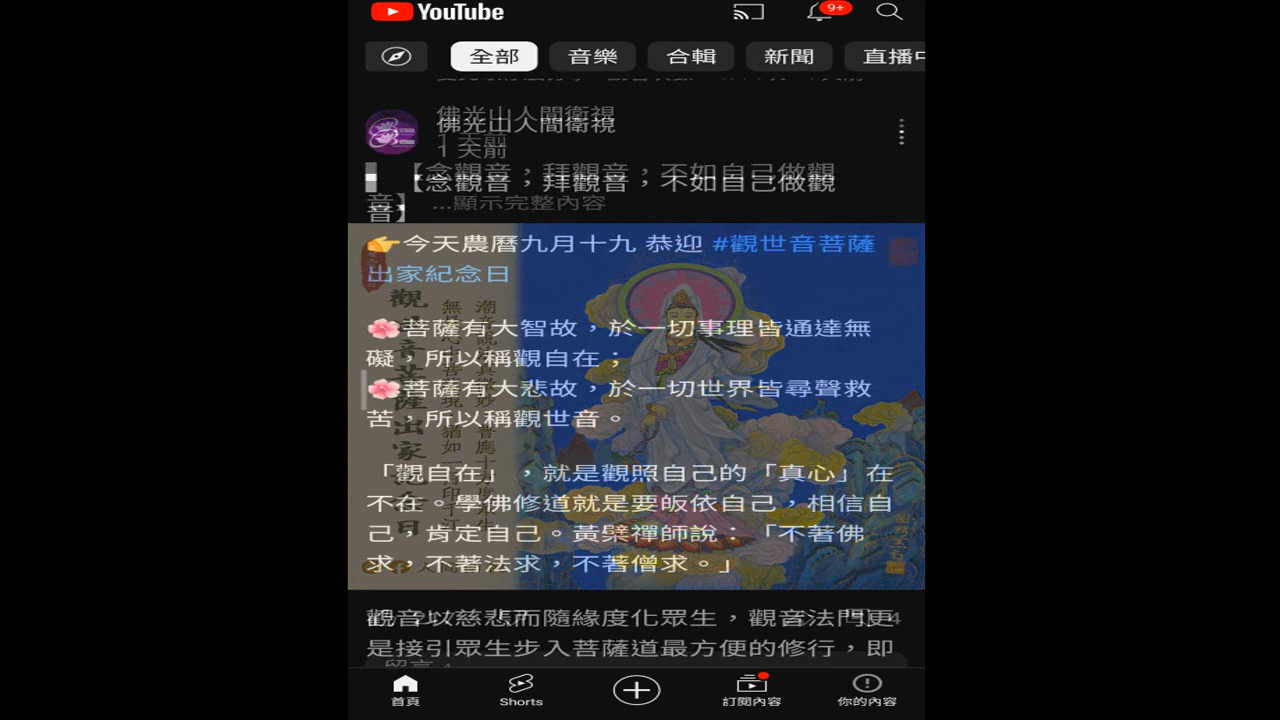 YouTube
9+
全部 音樂 合輯 新聞 直播中
佛光山人間衛視
1 天前
【念觀音，拜觀音，不如自己做觀
音】
...顯示完整內容
👉今天農曆九月十九 恭迎 #觀世音菩薩
出家紀念日
🌸菩薩有大智故，於一切事理皆通達無
礙，所以稱觀自在；
🌸菩薩有大悲故，於一切世界皆尋聲救
苦，所以稱觀世音。
「觀自在」，就是觀照自己的「真心」在
不在。學佛修道就是要皈依自己，相信自
己，肯定自己。黃檗禪師說：「不著佛
求，不著法求，不著僧求。」
觀音以慈悲而隨緣度化眾生，觀音法門更
是接引眾生步入菩薩道最方便的修行，即
留言 4
首頁 Shorts 訂閱內容 你的內容